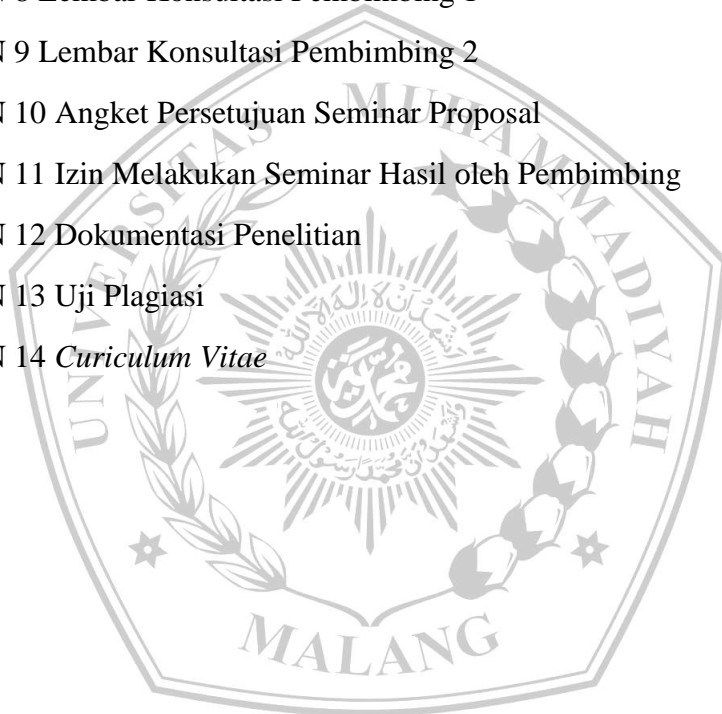 N 9 Lembar Konsultasi Pembimbing 2
N 10 Angket Persetujuan Seminar Proposal
N 11 Izin Melakukan Seminar Hasil oleh Pembimbing
N 12 Dokumentasi Penelitian
N 13 Uji Plagiasi
N 14 Curiculum Vitae
UNIVERSITAS MUHAMMADIYAH
MALANG